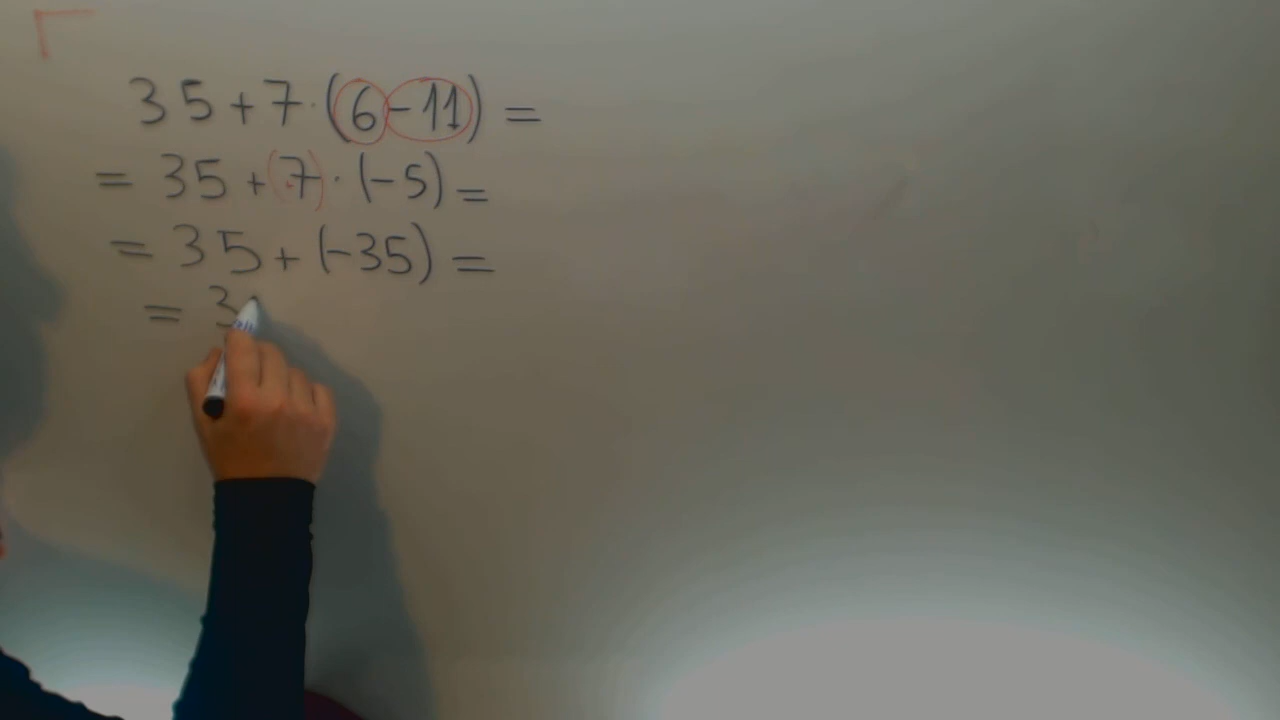 35+7·(6-11)=
=35+(7)·(-5)=
=35+(-35)=
=3